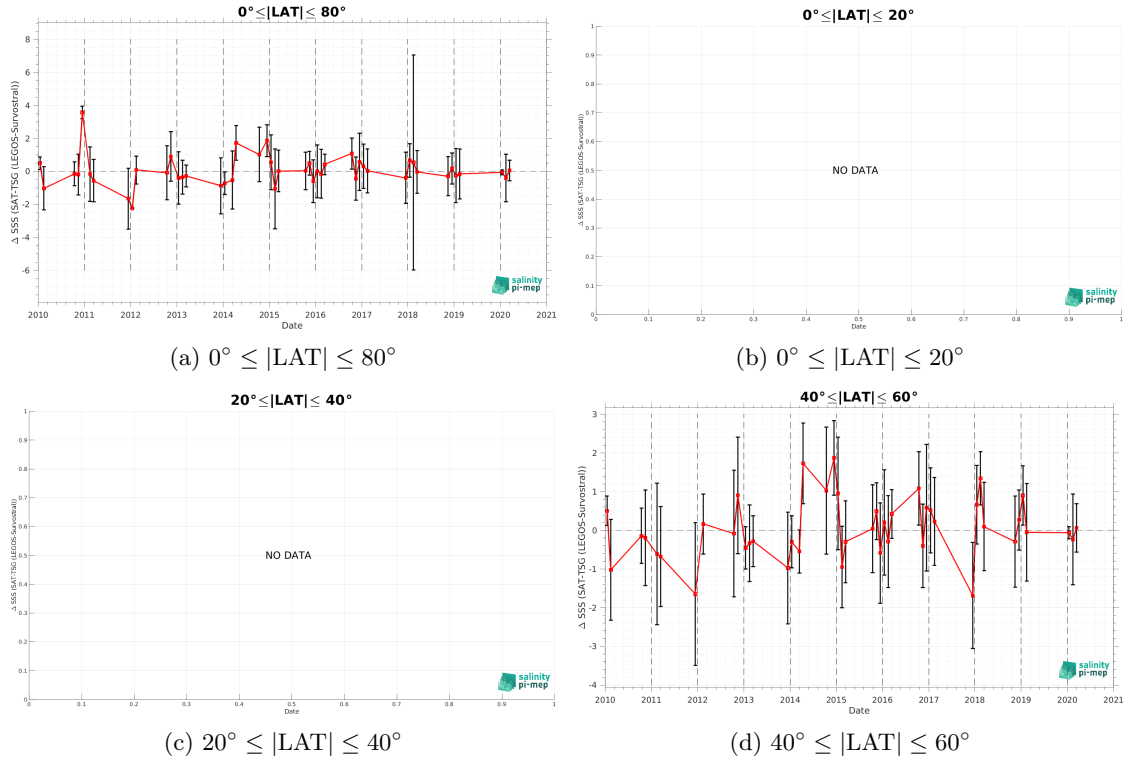 0°≤|LAT|≤ 80°
Δ SSS (SAT-TSG (LEGOS-Survostral))
8
6
4
2
0
-2
-4
-6
2010 2011 2012 2013 2014 2015 2016 2017 2018 2019 2020 2021
Date
salinity
pi-mep
(a) 0° ≤ |LAT| ≤ 80°
0°≤|LAT|≤ 20°
Δ SSS (SAT-TSG (LEGOS-Survostral))
1
0.9
0.8
0.7
0.6
0.5
0.4
0.3
0.2
0.1
0
NO DATA
0 0.1 0.2 0.3 0.4 0.5 0.6 0.7 0.8 0.9 1
Date
salinity
pi-mep
(b) 0° ≤ |LAT| ≤ 20°
20°≤|LAT|≤ 40°
Δ SSS (SAT-TSG (LEGOS-Survostral))
1
0.9
0.8
0.7
0.6
0.5
0.4
0.3
0.2
0.1
0
NO DATA
0 0.1 0.2 0.3 0.4 0.5 0.6 0.7 0.8 0.9 1
Date
salinity
pi-mep
(c) 20° ≤ |LAT| ≤ 40°
40°≤|LAT|≤ 60°
Δ SSS (SAT-TSG (LEGOS-Survostral))
3
2
1
0
-1
-2
-3
-4
2010 2011 2012 2013 2014 2015 2016 2017 2018 2019 2020 2021
Date
salinity
pi-mep
(d) 40° ≤ |LAT| ≤ 60°